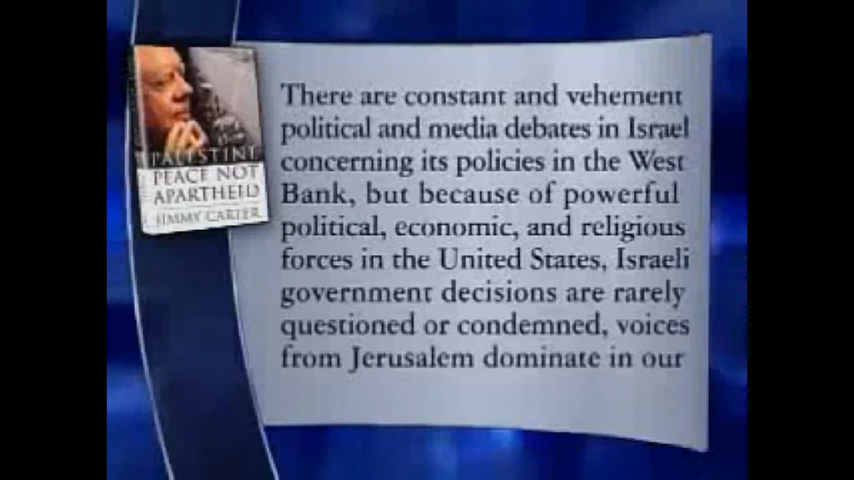 PALESTINE
PEACE NOT
APARTHEID
JIMMY CARTER
There are constant and vehement
political and media debates in Israel
concerning its policies in the West
Bank, but because of powerful
political, economic, and religious
forces in the United States, Israeli
government decisions are rarely
questioned or condemned, voices
from Jerusalem dominate in our